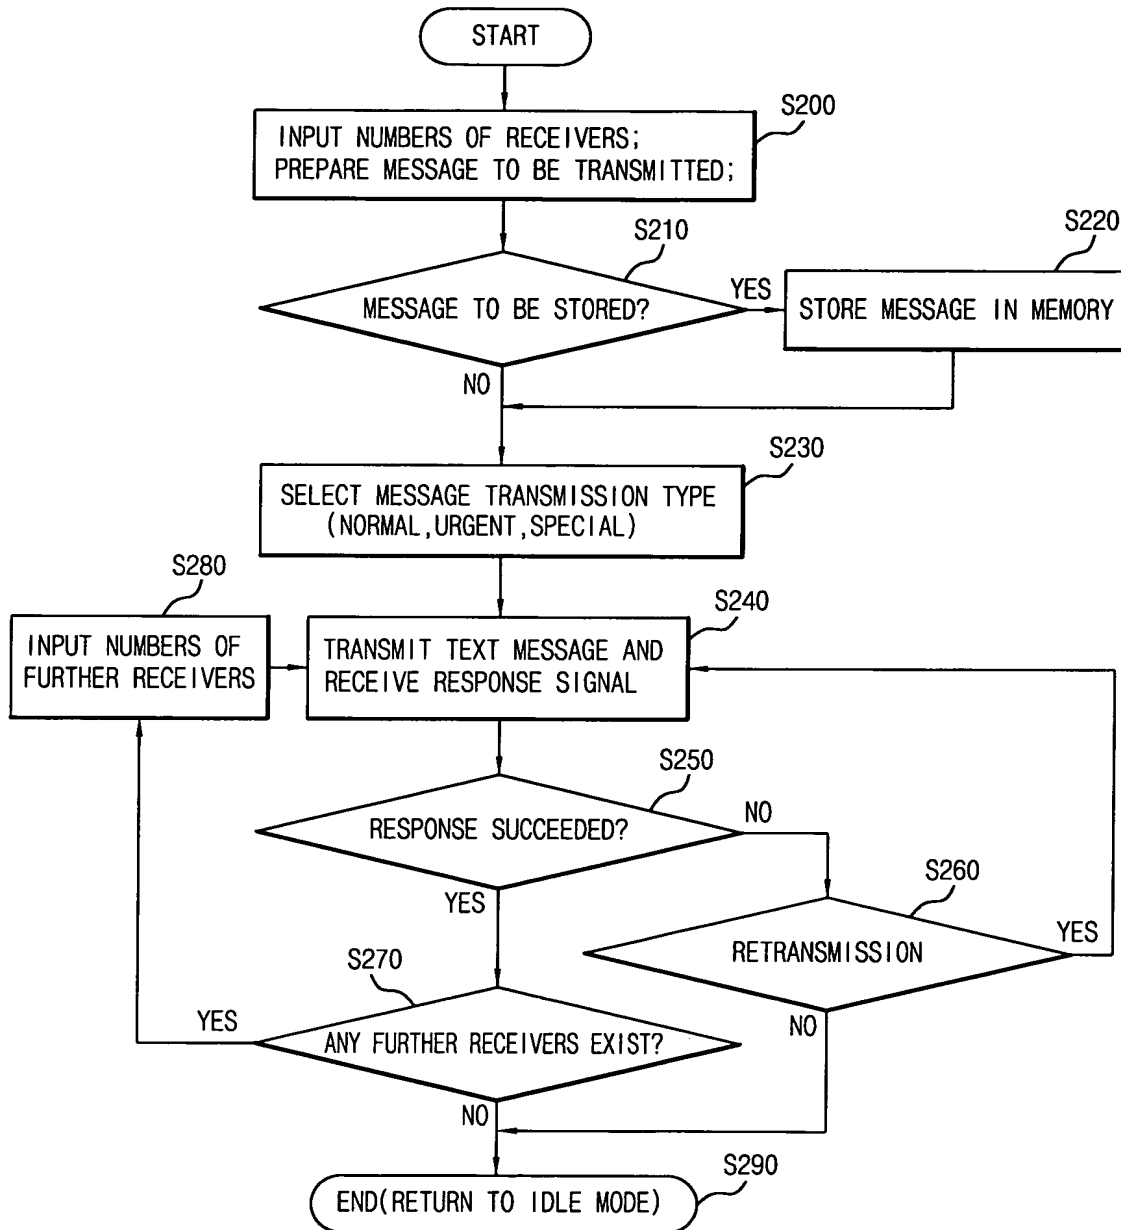 START
S200
INPUT NUMBERS OF RECEIVERS;
PREPARE MESSAGE TO BE TRANSMITTED;
S210
MESSAGE TO BE STORED?
YES
S220
STORE MESSAGE IN MEMORY
NO
S230
SELECT MESSAGE TRANSMISSION TYPE
(NORMAL,URGENT,SPECIAL)
S280
INPUT NUMBERS OF
FURTHER RECEIVERS
S240
TRANSMIT TEXT MESSAGE AND
RECEIVE RESPONSE SIGNAL
S250
RESPONSE SUCCEEDED?
NO
YES
S260
RETRANSMISSION
YES
NO
S270
ANY FURTHER RECEIVERS EXIST?
YES
NO
S290
END(RETURN TO IDLE MODE)